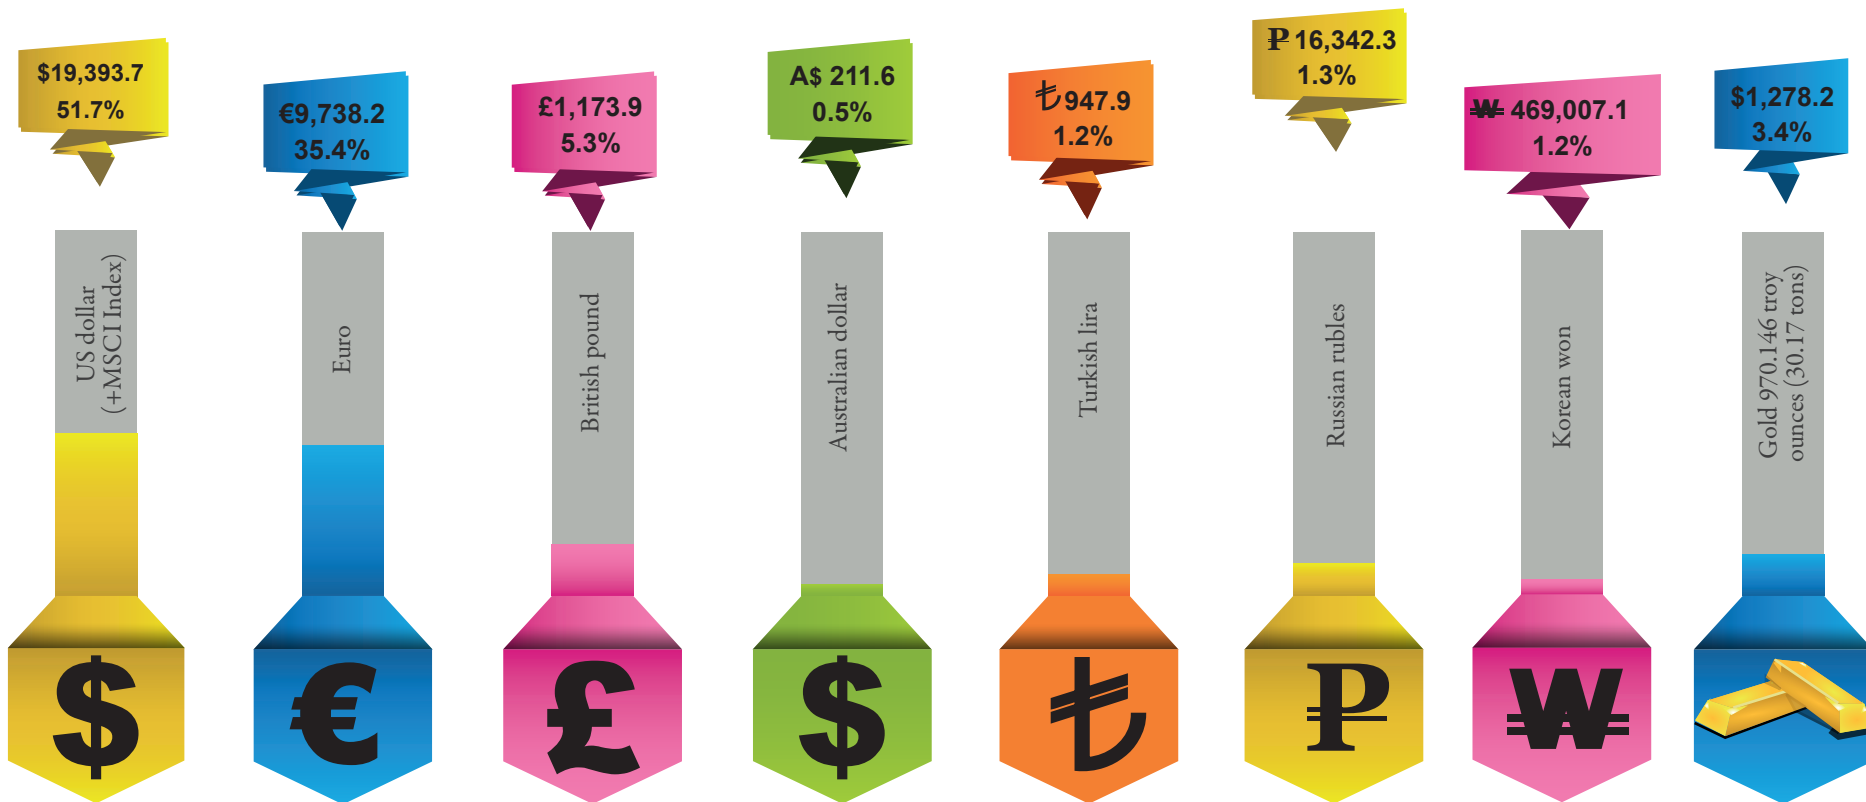 $19,393.7
51.7%
€9,738.2
35.4%
£1,173.9
5.3%
A$ 211.6
0.5%
₺947.9
1.2%
₽ 16,342.3
1.3%
₩ 469,007.1
1.2%
$1,278.2
3.4%
US dollar
(+MSCI Index)
Euro
British pound
Australian dollar
Turkish lira
Russian rubles
Korean won
Gold 970.146 troy
ounces (30.17 tons)
$
€
£
$
₺
₽
₩